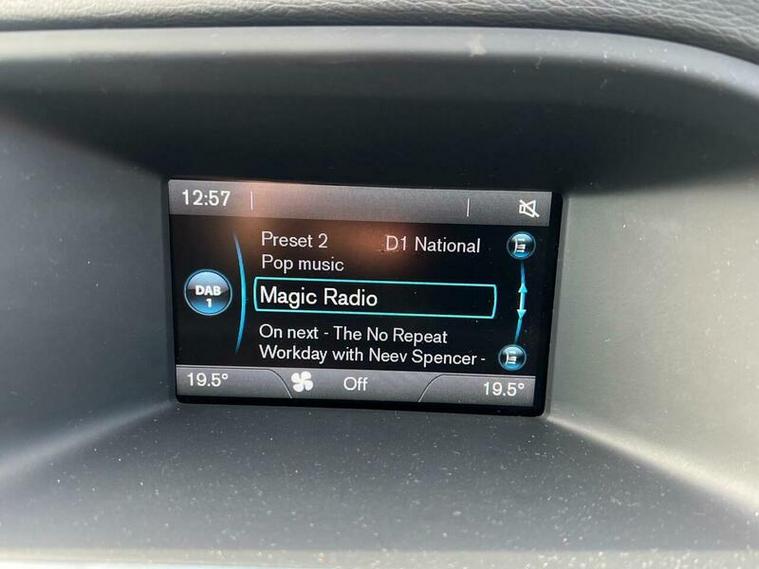 12:57
Preset 2 D1 National
Pop music
DAB
1
Magic Radio
On next - The No Repeat
Workday with Neev Spencer -
19.5° Off 19.5°